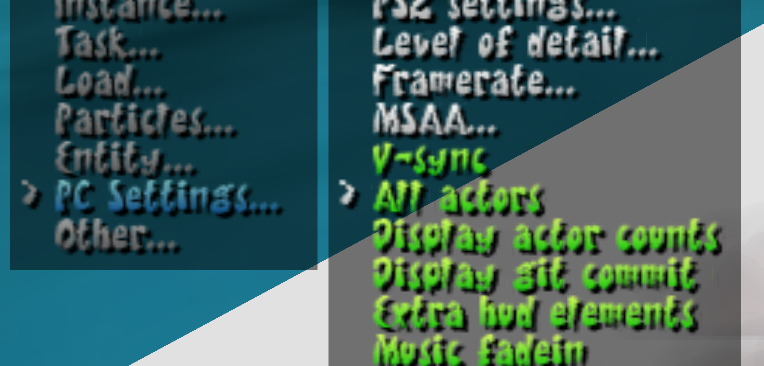 Instance...
Task...
Load...
Particles...
Entity...
PC Settings...
Other...
PS2 settings...
Level of detail...
Framerate...
MSAA...
V-sync
All actors
Display actor counts
Display git commit
Extra hud elements
Music fadein